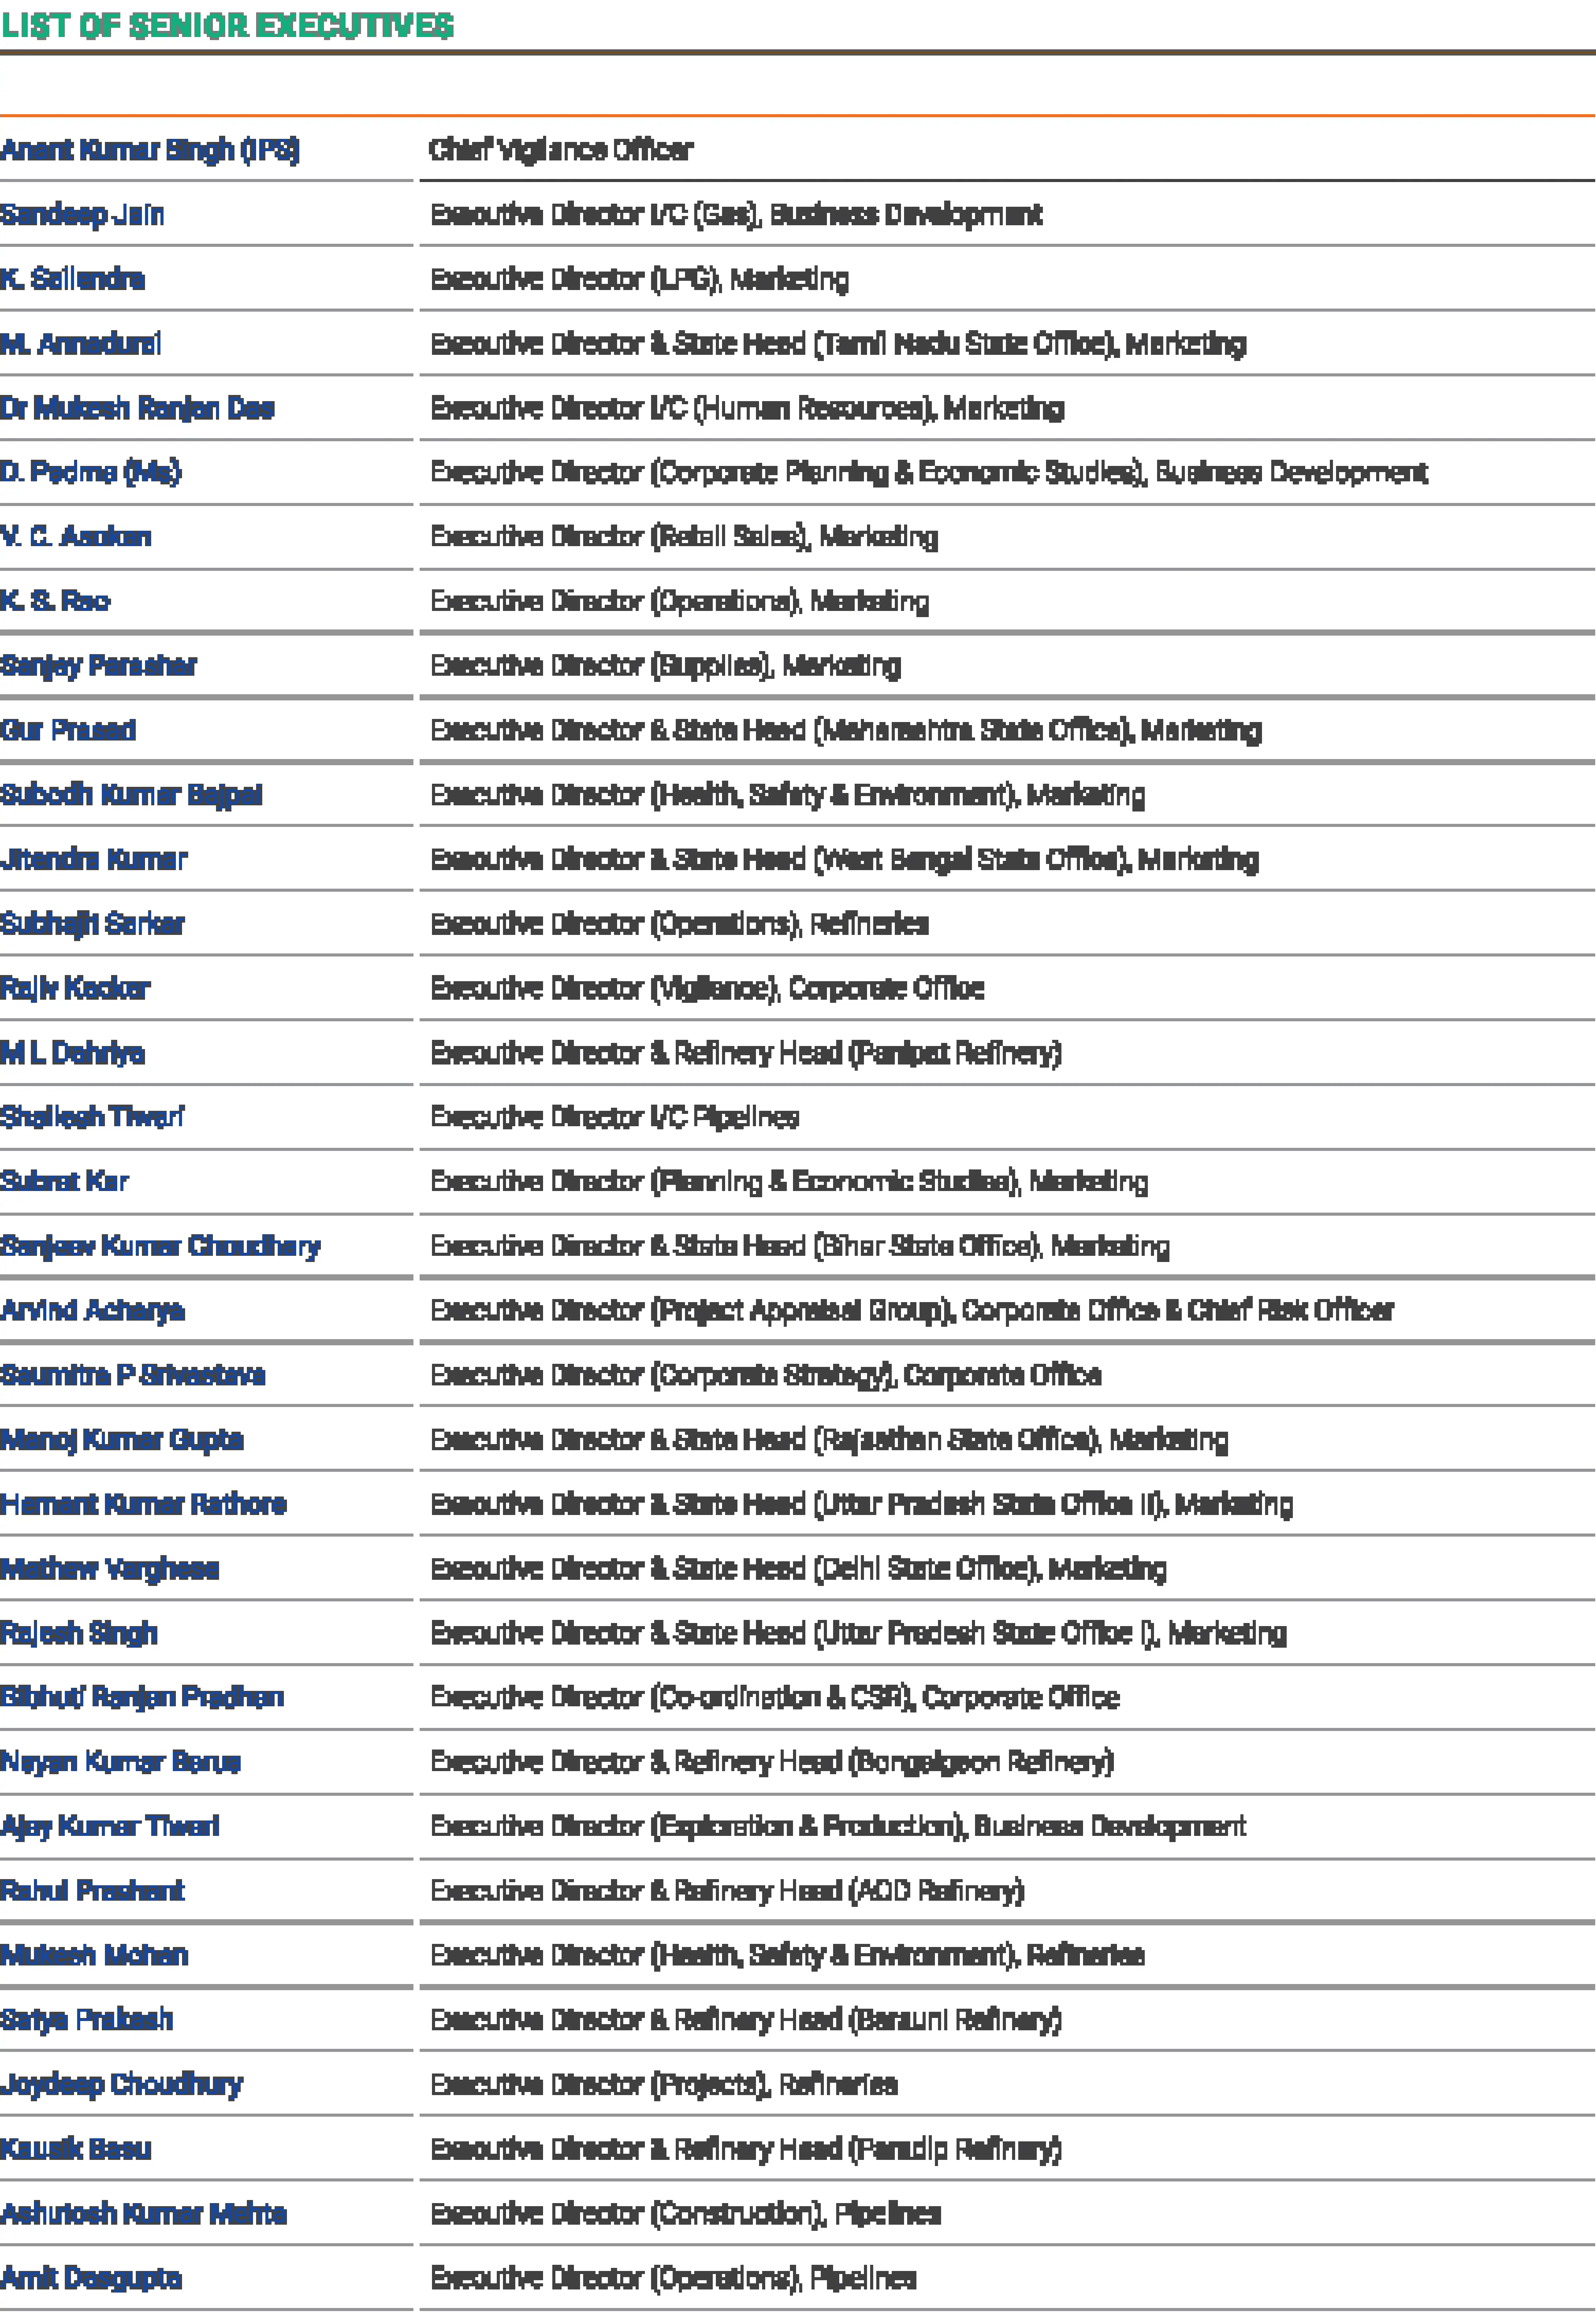 LIST OF SENIOR EXECUTIVES
Anant Kumar Singh (IPS) Chief Vigilance Officer
Sandeep Jain Executive Director I/C (Gas), Business Development
K. Sailendra Executive Director (LPG), Marketing
M. Annadurai Executive Director & State Head (Tamil Nadu State Office), Marketing
Dr Mukesh Ranjan Das Executive Director I/C (Human Resources), Marketing
D. Padma (Ms) Executive Director (Corporate Planning & Economic Studies), Business Development
V. C. Asokan Executive Director (Retail Sales), Marketing
K. S. Rao Executive Director (Operations), Marketing
Sanjay Parashar Executive Director (Supplies), Marketing
Gur Prasad Executive Director & State Head (Maharashtra State Office), Marketing
Subodh Kumar Bajpai Executive Director (Health, Safety & Environment), Marketing
Jitendra Kumar Executive Director & State Head (West Bengal State Office), Marketing
Subhajit Sarkar Executive Director (Operations), Refineries
Rajiv Kacker Executive Director (Vigilance), Corporate Office
M L Dahriya Executive Director & Refinery Head (Panipat Refinery)
Shailesh Tiwari Executive Director I/C Pipelines
Subrat Kar Executive Director (Planning & Economic Studies), Marketing
Sanjeev Kumar Choudhary Executive Director & State Head (Bihar State Office), Marketing
Arvind Acharya Executive Director (Project Appraisal Group), Corporate Office & Chief Risk Officer
Saumitra P Srivastava Executive Director (Corporate Strategy), Corporate Office
Manoj Kumar Gupta Executive Director & State Head (Rajasthan State Office), Marketing
Hemant Kumar Rathore Executive Director & State Head (Uttar Pradesh State Office II), Marketing
Mathew Varghese Executive Director & State Head (Delhi State Office), Marketing
Rajesh Singh Executive Director & State Head (Uttar Pradesh State Office I), Marketing
Bibhuti Ranjan Pradhan Executive Director (Co-ordination & CSR), Corporate Office
Nayan Kumar Barua Executive Director & Refinery Head (Bongaigaon Refinery)
Ajay Kumar Tiwari Executive Director (Exploration & Production), Business Development
Rahul Prashant Executive Director & Refinery Head (AOD Refinery)
Mukesh Mohan Executive Director (Health, Safety & Environment), Refineries
Satya Prakash Executive Director & Refinery Head (Barauni Refinery)
Joydeep Choudhury Executive Director (Projects), Refineries
Kausik Basu Executive Director & Refinery Head (Paradip Refinery)
Ashutosh Kumar Mehta Executive Director (Construction), Pipelines
Amit Dasgupta Executive Director (Operations), Pipelines